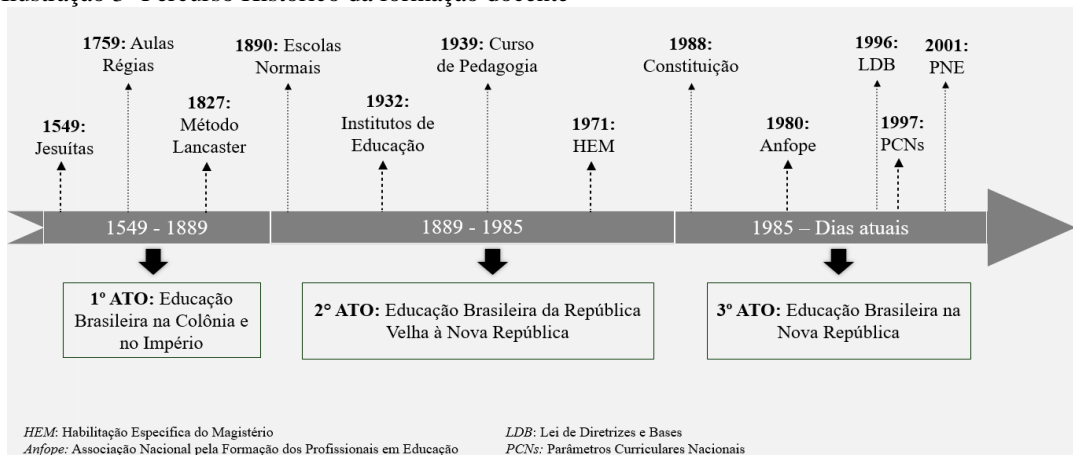 Ilustração 3- Percurso Histórico da formação docente
1759: Aulas
Régias
1890: Escolas
Normais
1939: Curso
de Pedagogia
1988:
Constituição
1996:
LDB
2001:
PNE
1549:
Jesuítas
1827:
Método
Lancaster
1932:
Institutos de
Educação
1971:
HEM
1980:
Anfope
1997:
PCNs
1549 - 1889
1889 - 1985
1985 – Dias atuais
1º ATO: Educação
Brasileira na Colônia e
no Império
2° ATO: Educação Brasileira da República
Velha à Nova República
3º ATO: Educação Brasileira na
Nova República
HEM: Habilitação Específica do Magistério
Anfope: Associação Nacional pela Formação dos Profissionais em Educação
LDB: Lei de Diretrizes e Bases
PCNs: Parâmetros Curriculares Nacionais